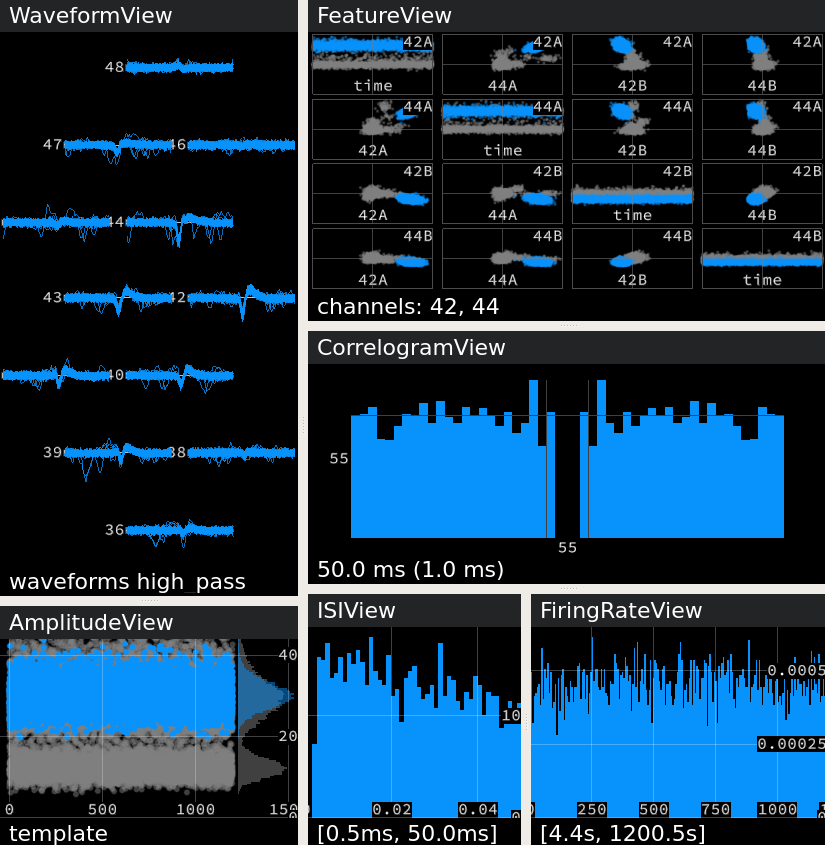 WaveformView
48
47 46
44
43 42
40
39 38
36
waveforms high_pass
FeatureView
42A 42A 42A 42A
time 44A 42B 44B
44A 44A 44A 44A
42A time 42B 44B
42B 42B 42B 42B
42A 44A time 44B
44B 44B 44B 44B
42A 44A 42B time
channels: 42, 44
CorrelogramView
55
55
50.0 ms (1.0 ms)
AmplitudeView
40
20
0 500 1000
template
ISIView
10
0.02 0.04
[0.5ms, 50.0ms]
FiringRateView
0.0005
0.00025
250 500 750 1000
[4.4s, 1200.5s]